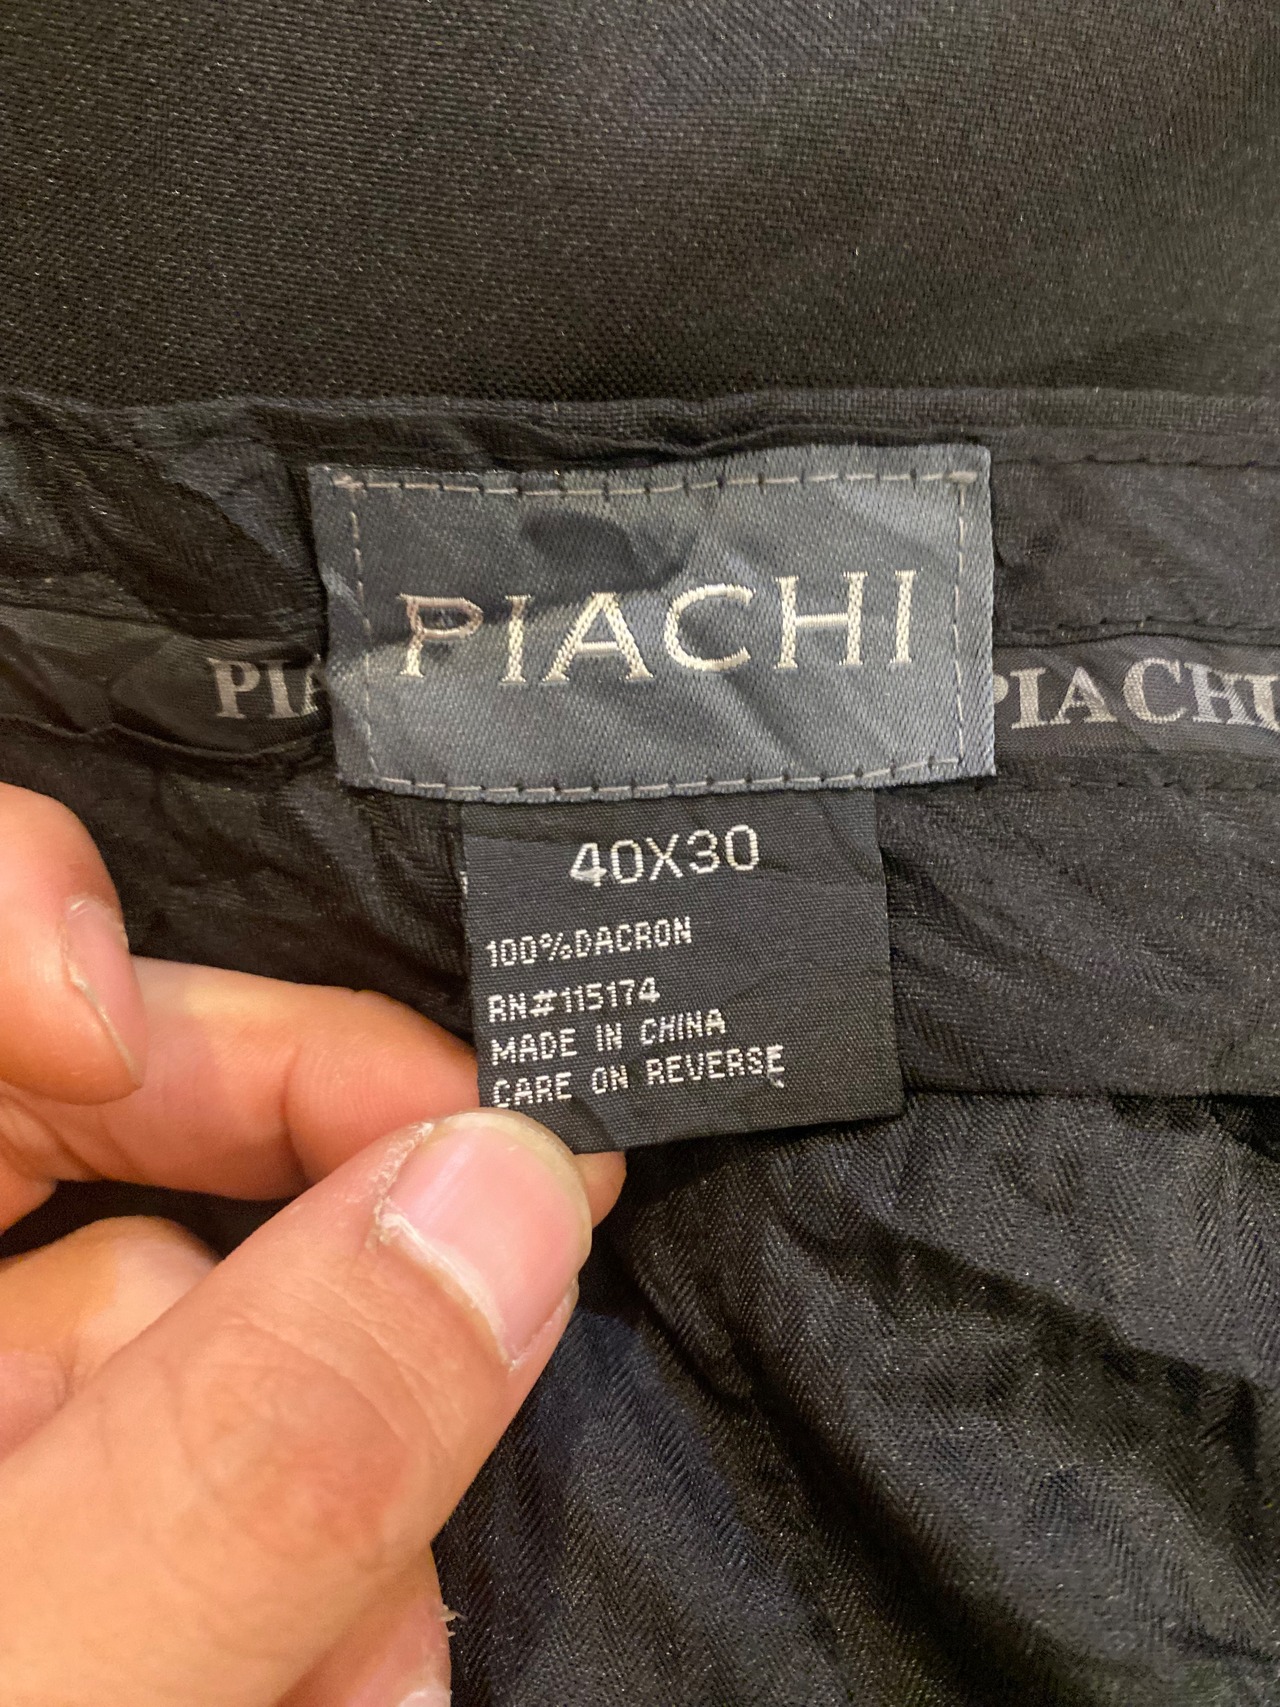 PIACHI
PIA
PIACHI
40X30
100%DACRON
RN#115174
MADE IN CHINA
CARE ON REVERSE